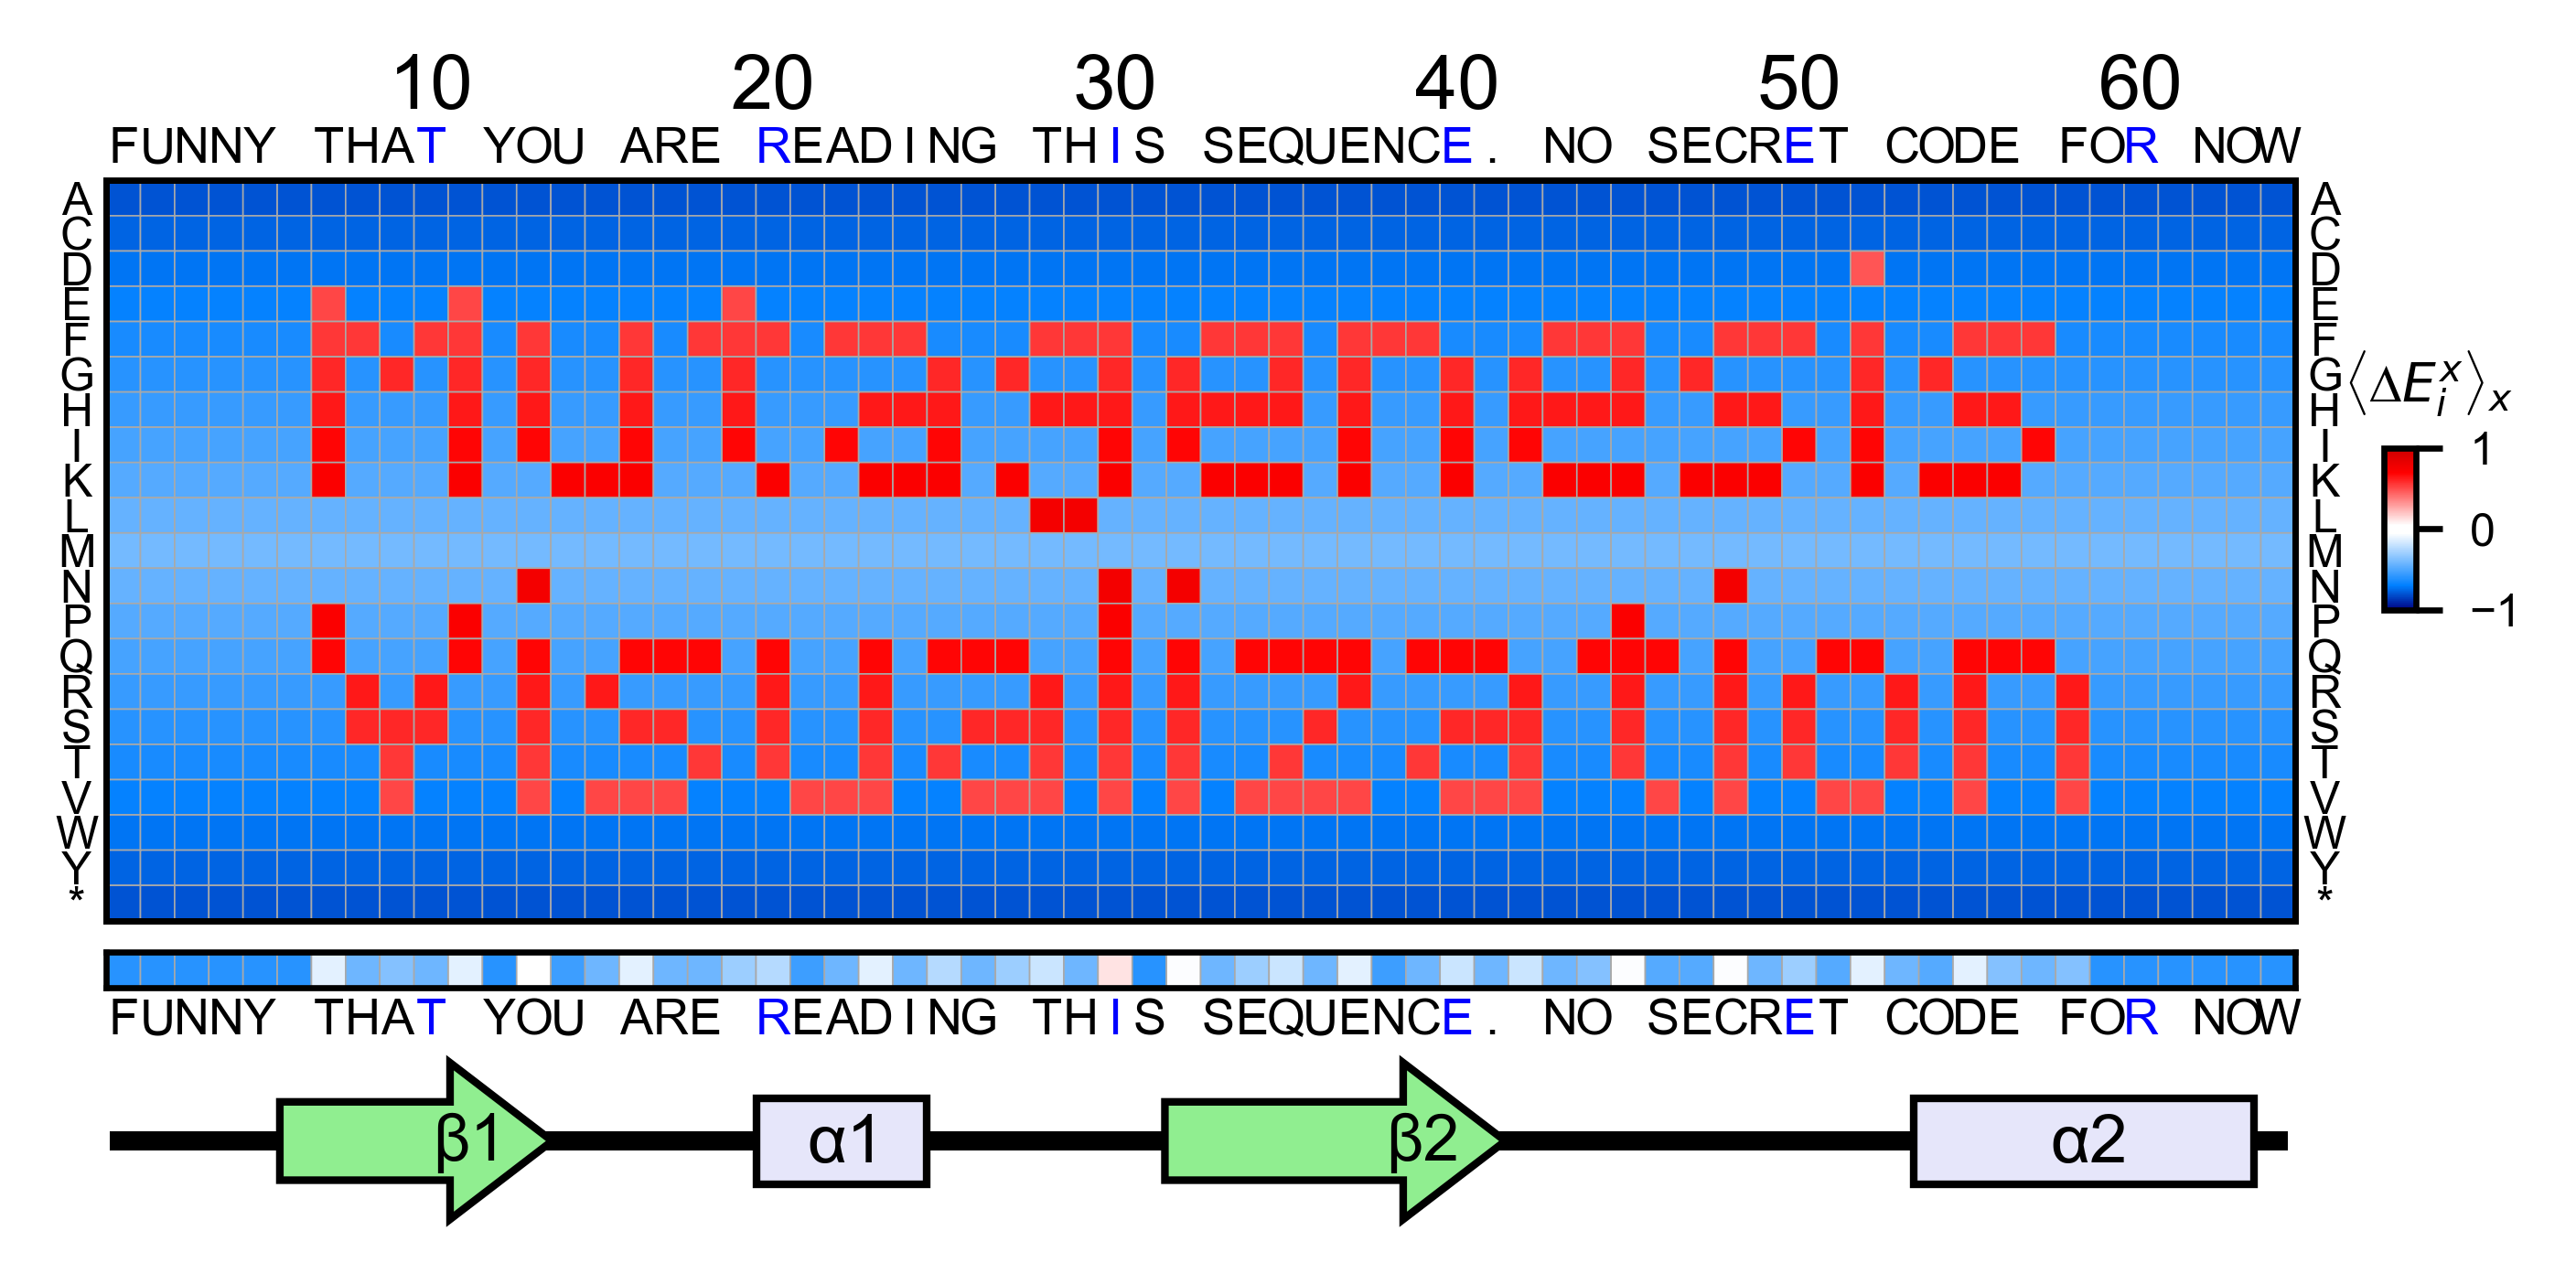 10 20 30 40 50 60
FUNNY THAT YOU ARE READING THIS SEQUENCE. NO SECRET CODE FOR NOW
A A
C C
D D
E E
F F
G G
H H
I I
K K
L L
M M
N N
P P
Q Q
R R
S S
T T
V V
W W
Y Y
* *
Mutagenesis
Visualization
⟨ΔE_i^x⟩_x
1
0
−1
FUNNY THAT YOU ARE READING THIS SEQUENCE. NO SECRET CODE FOR NOW
β1 α1 β2 α2